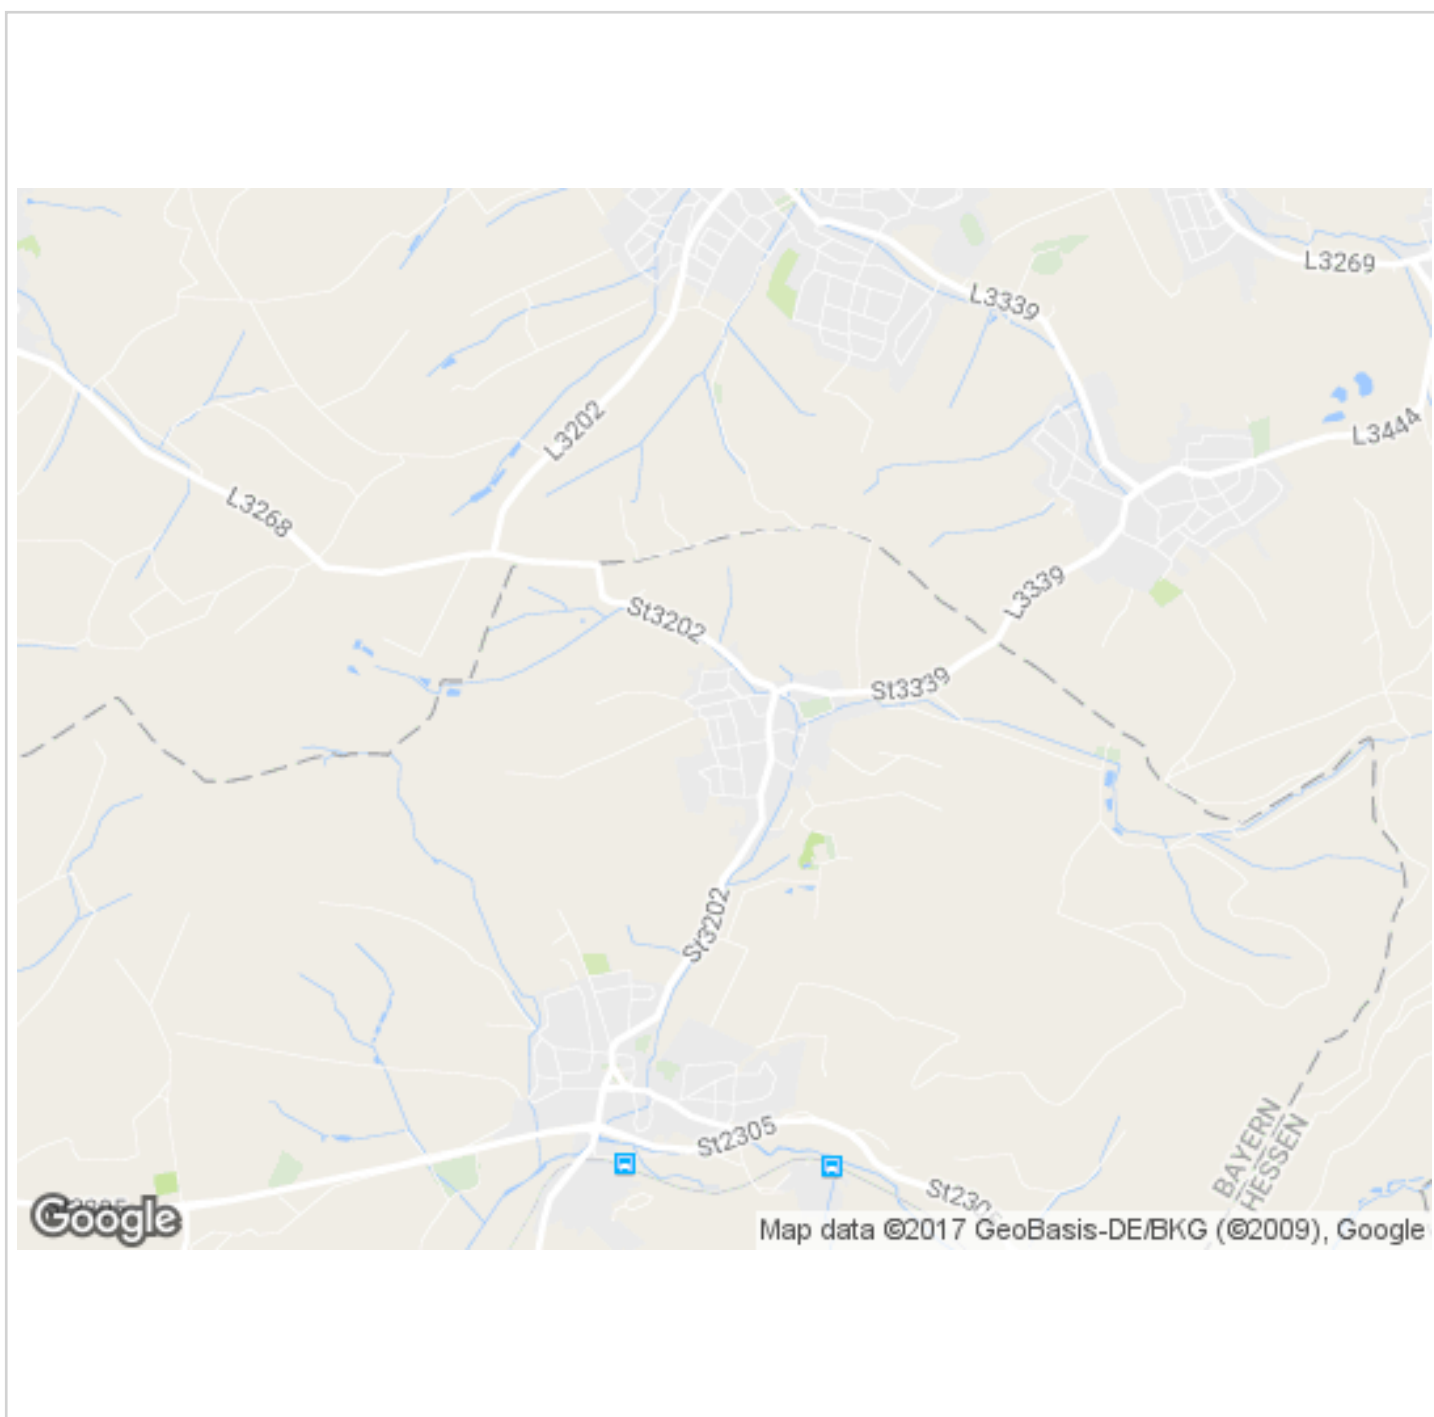 L3269
L3339
L3202
L3444
L3268
L3339
St3202
St3339
St3202
St2305
BAYERN
HESSEN
Google
Map data ©2017 GeoBasis-DE/BKG (©2009), Google